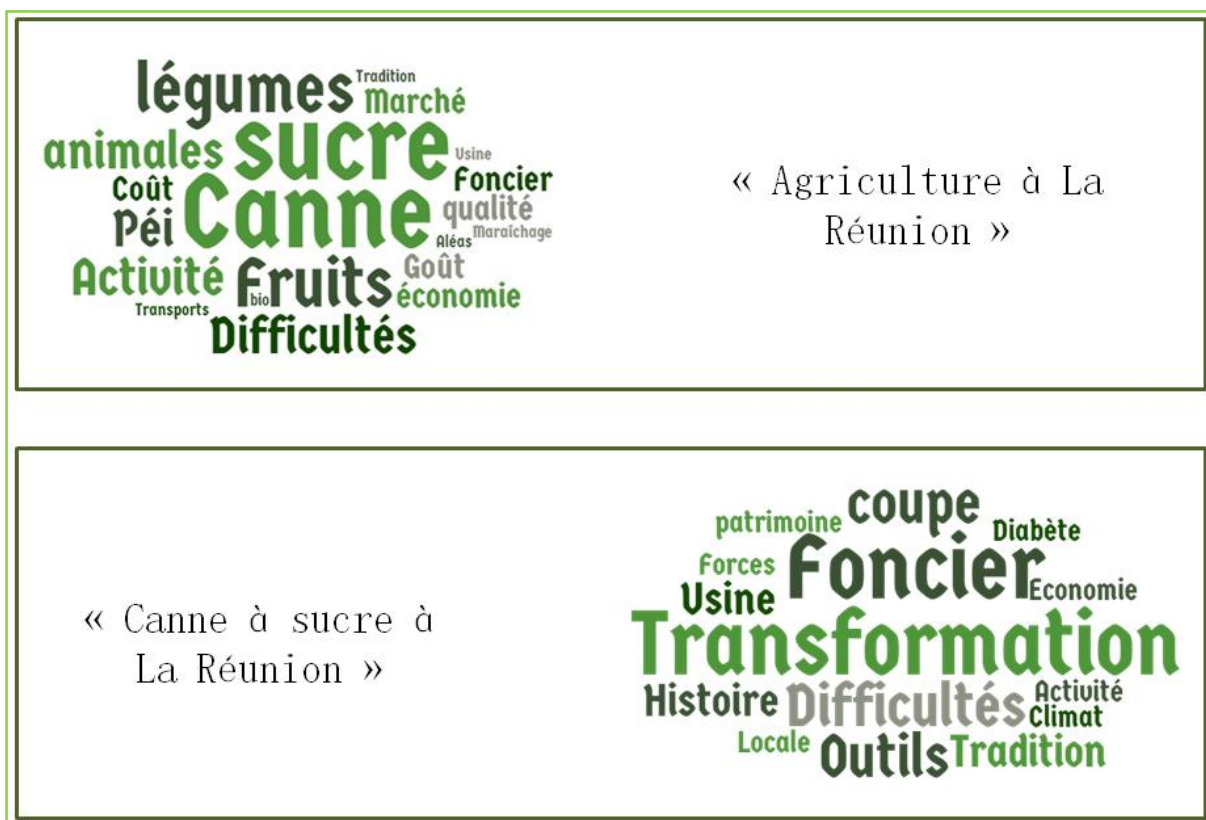 légumes Tradition
Marché
animales sucre Usine
Coût Foncier
Péi Canne qualité
Aléas Maraîchage
Activité Fruits Goût
bio économie
Transports
Difficultés
« Agriculture à La
Réunion »
« Canne à sucre à
La Réunion »
patrimoine coupe Diabète
Forces Foncier Economie
Usine
Transformation
Histoire Difficultés Activité
Climat
Locale Outils Tradition